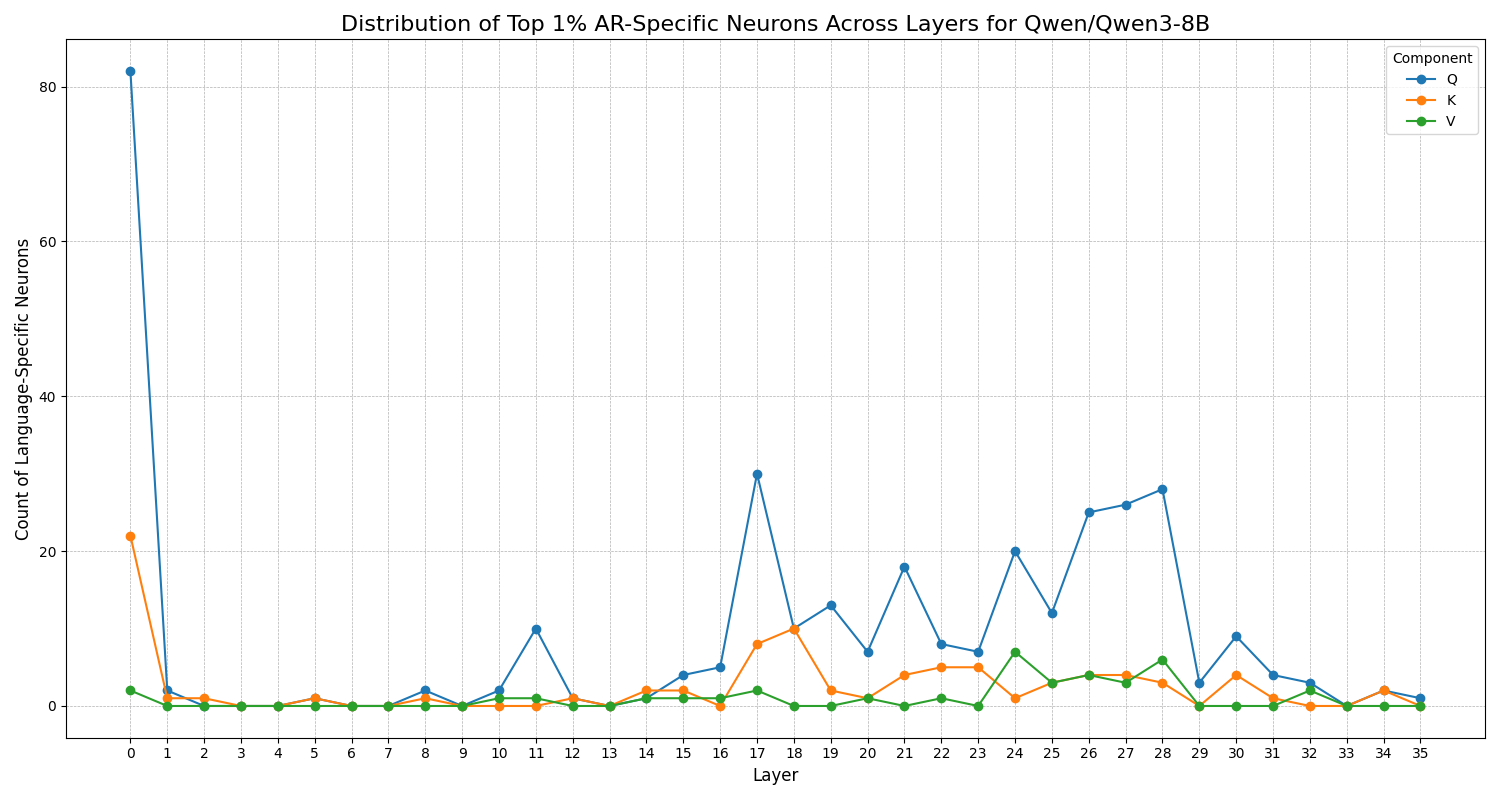 Distribution of Top 1% AR-Specific Neurons Across Layers for Qwen/Qwen3-8B
Component
Q
K
V
Count of Language-Specific Neurons
80
60
40
20
0
0 1 2 3 4 5 6 7 8 9 10 11 12 13 14 15 16 17 18 19 20 21 22 23 24 25 26 27 28 29 30 31 32 33 34 35
Layer